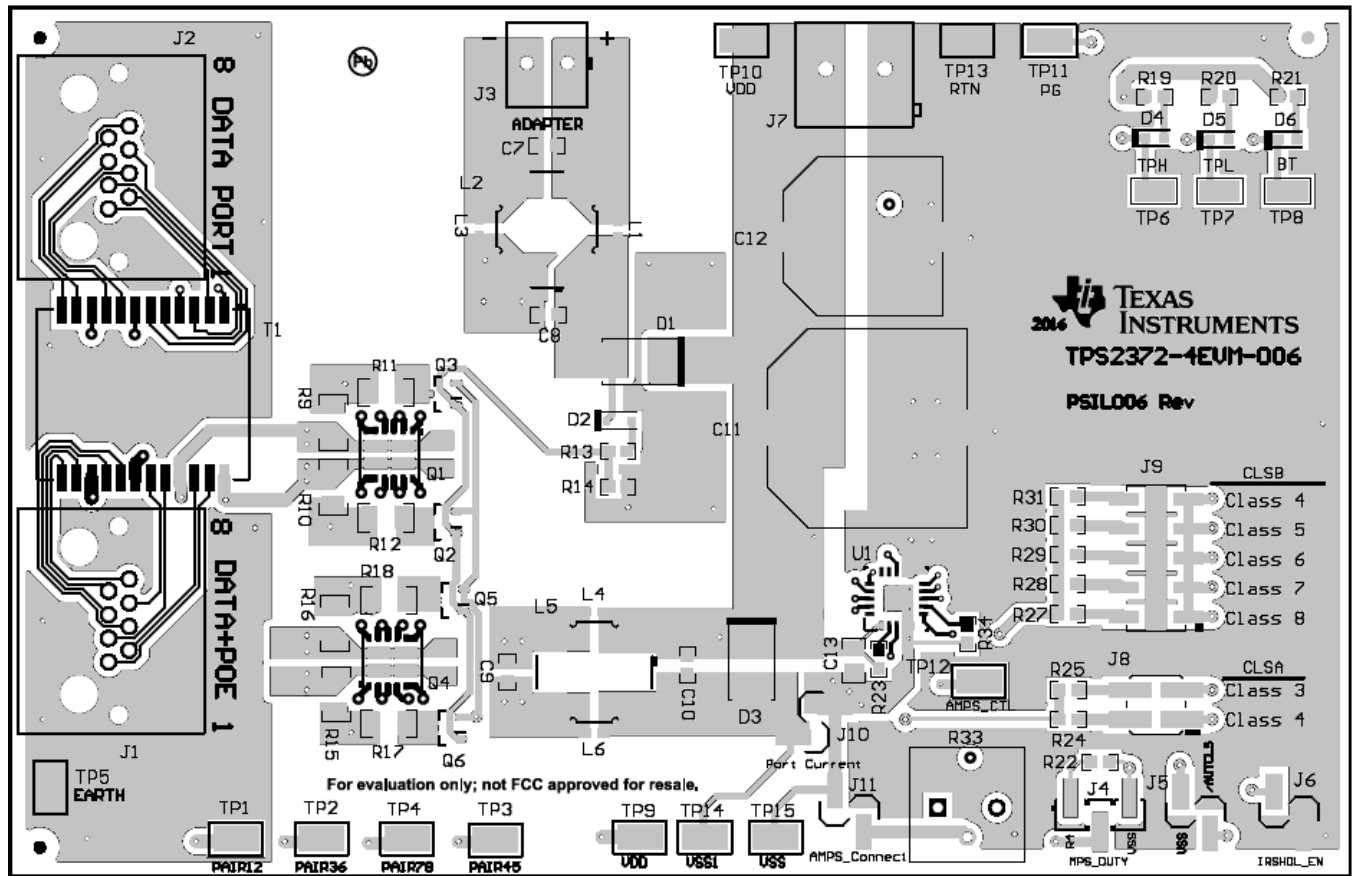 J2
8 DATA PORT 1
Pb
- +
J3
ADAPTER
C7
L2
L3
L1
C8
TP10
VDD
J7
TP13
RTN
TP11
PG
R19 R20 R21
D4 D5 D6
TPH TPL BT
TP6 TP7 TP8
C12
2016
TEXAS
INSTRUMENTS
TPS2372-4EVM-006
PSIL006 Rev
T1
D1
R11 Q3
R9
D2
C11
Q1
R13
R14
R10
R12
Q2
J9
CLSB
R31 Class 4
R30 Class 5
R29 Class 6
R28 Class 7
R27 Class 8
U1
R18
R16
Q5
L5 L4
8 DATA+POE 1
J1
Q4
C9
C10
D3
C13
R34
R23
TP12
AMPS_CTL
J8
CLSA
R25 Class 3
Class 4
R24
R15
R17
Q6
L6
J10
Port Current
R33
R22
J4
J5
/AUTCLS
J6
TP5
EARTH
For evaluation only; not FCC approved for resale.
J11
TP1 TP2 TP4 TP3
PAIR12 PAIR36 PAIR78 PAIR45
TP9 TP14 TP15
VDD VSS1 VSS
AMPS_Connect
R4
MPS_DUTY
VSS
VSS
IRSHDL_EN